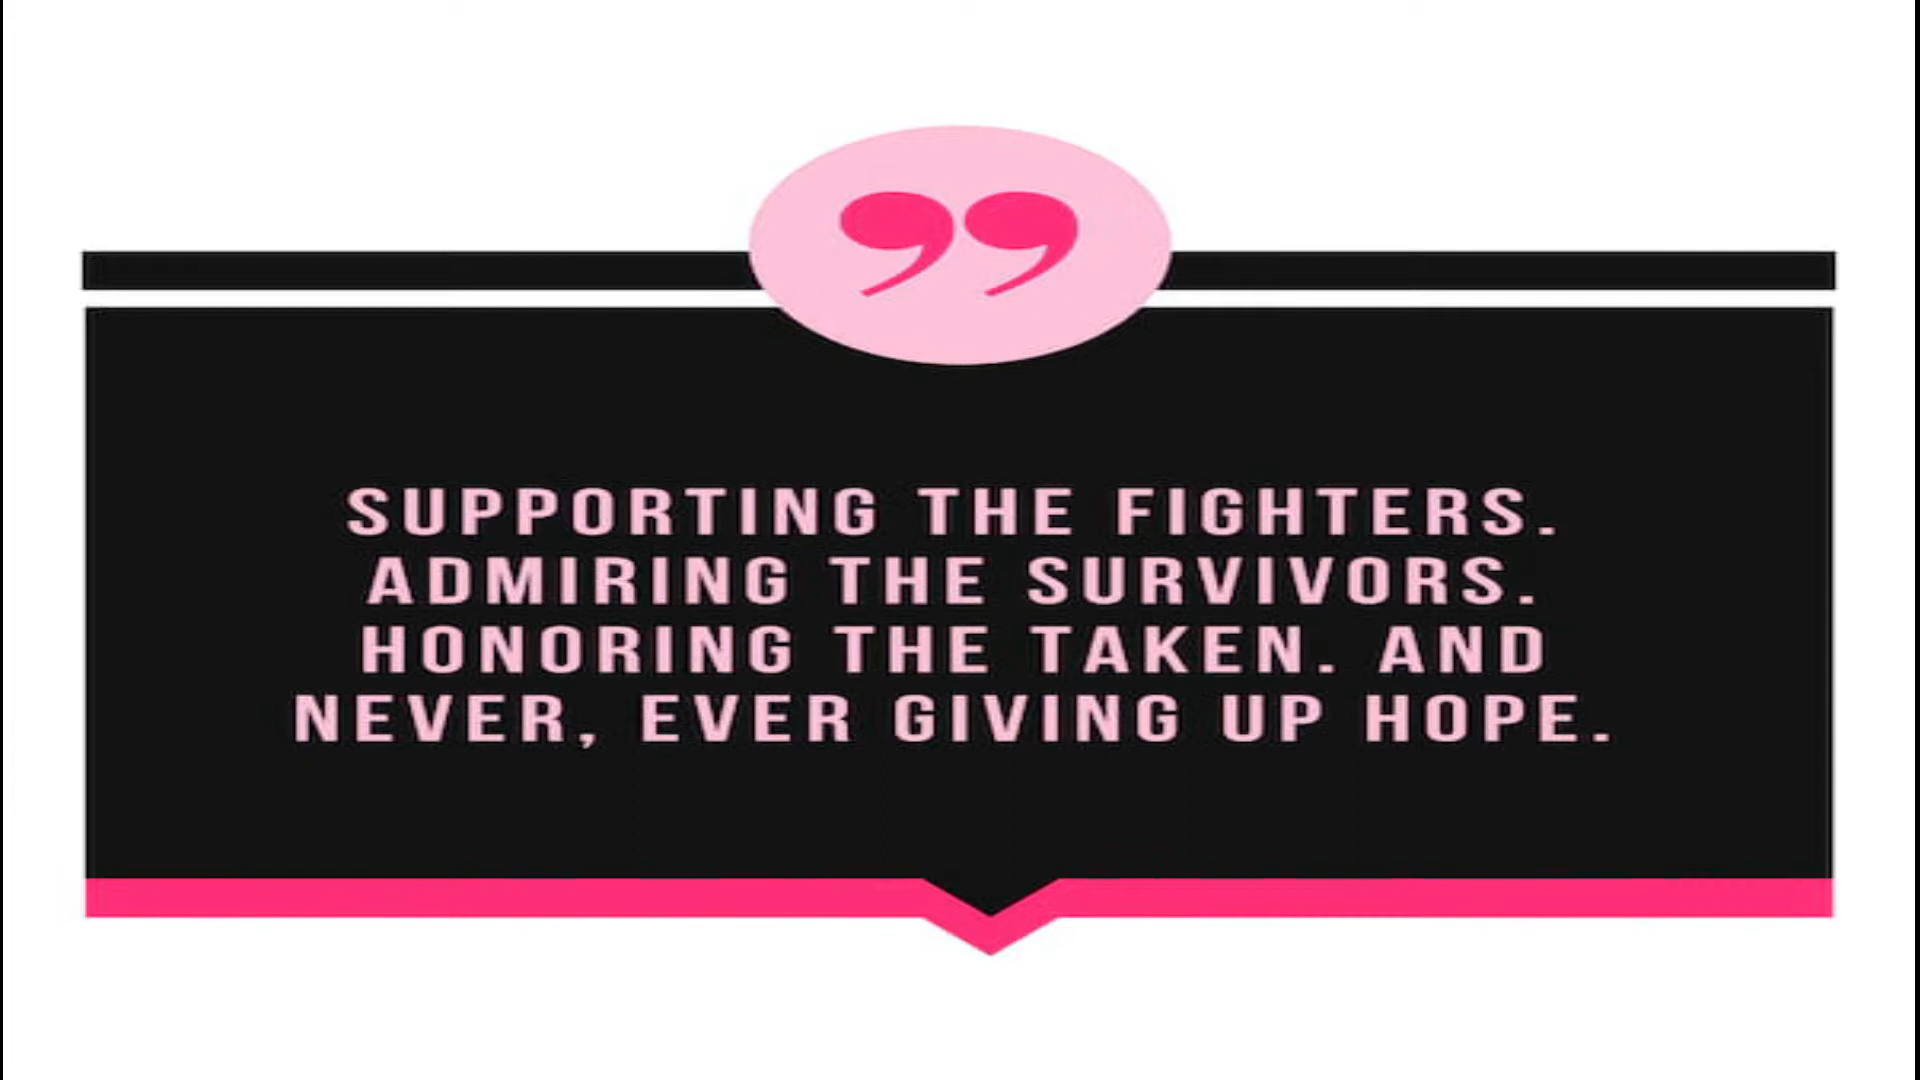 ”
SUPPORTING THE FIGHTERS.
ADMIRING THE SURVIVORS.
HONORING THE TAKEN. AND
NEVER, EVER GIVING UP HOPE.